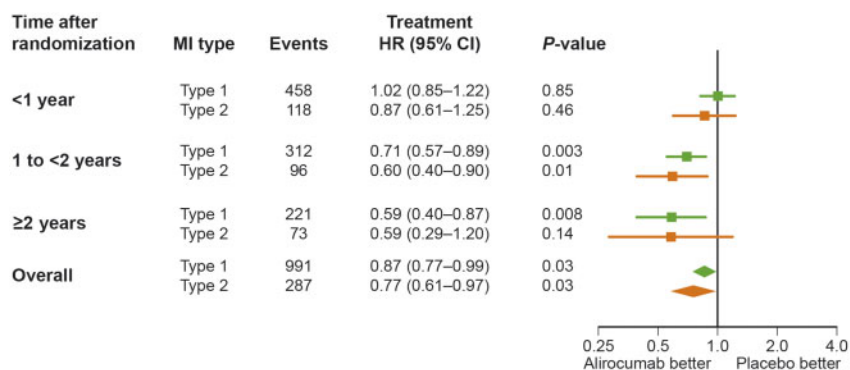 Time after randomization MI type Events Treatment HR (95% CI) P-value
<1 year Type 1 458 1.02 (0.85–1.22) 0.85
Type 2 118 0.87 (0.61–1.25) 0.46
1 to <2 years Type 1 312 0.71 (0.57–0.89) 0.003
Type 2 96 0.60 (0.40–0.90) 0.01
≥2 years Type 1 221 0.59 (0.40–0.87) 0.008
Type 2 73 0.59 (0.29–1.20) 0.14
Overall Type 1 991 0.87 (0.77–0.99) 0.03
Type 2 287 0.77 (0.61–0.97) 0.03
0.25 0.5 1.0 2.0 4.0
Alirocumab better Placebo better